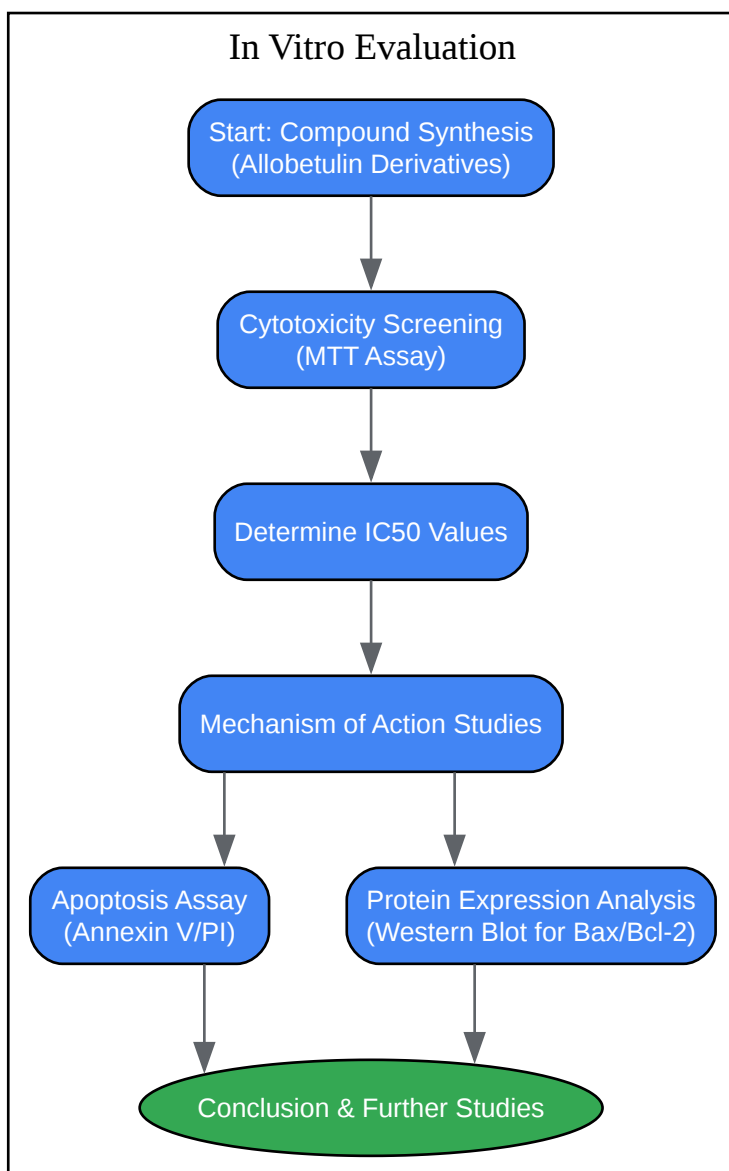 In Vitro Evaluation
Start: Compound Synthesis
(Allobetulin Derivatives)
Cytotoxicity Screening
(MTT Assay)
Determine IC50 Values
Mechanism of Action Studies
Apoptosis Assay
(Annexin V/PI)
Protein Expression Analysis
(Western Blot for Bax/Bcl-2)
Conclusion & Further Studies